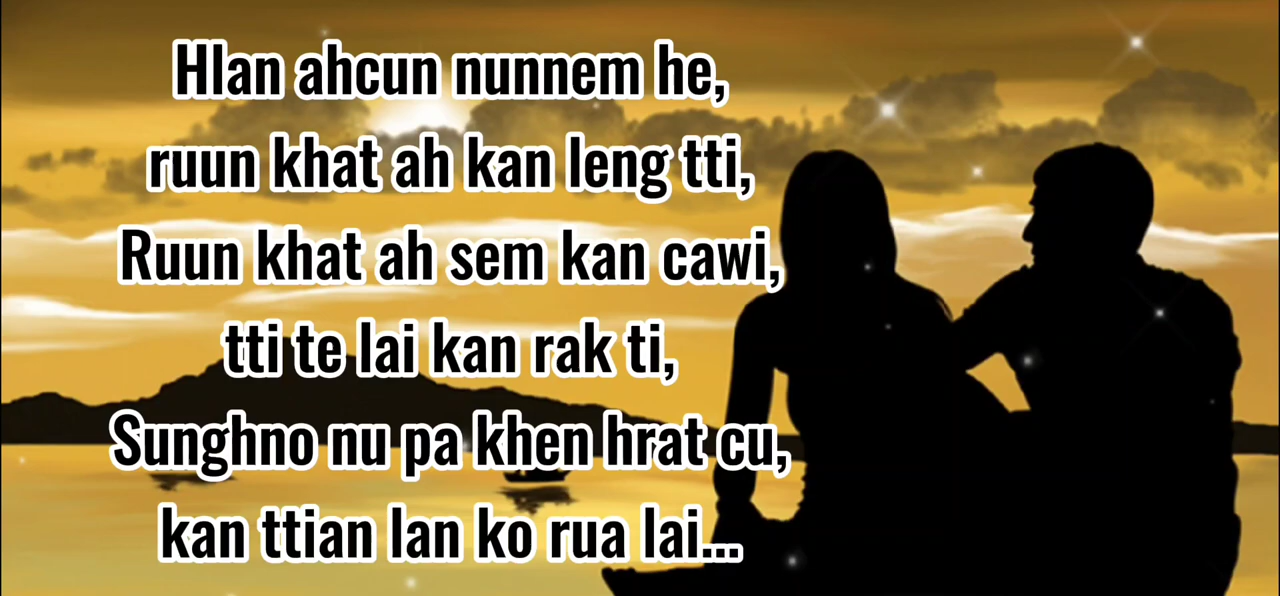 Hlan ahcun nunnem he,
ruun khat ah kan leng tti,
Ruun khat ah sem kan cawi,
tti te lai kan rak ti,
Sunghno nu pa khen hrat cu,
kan ttian lan ko rua lai...